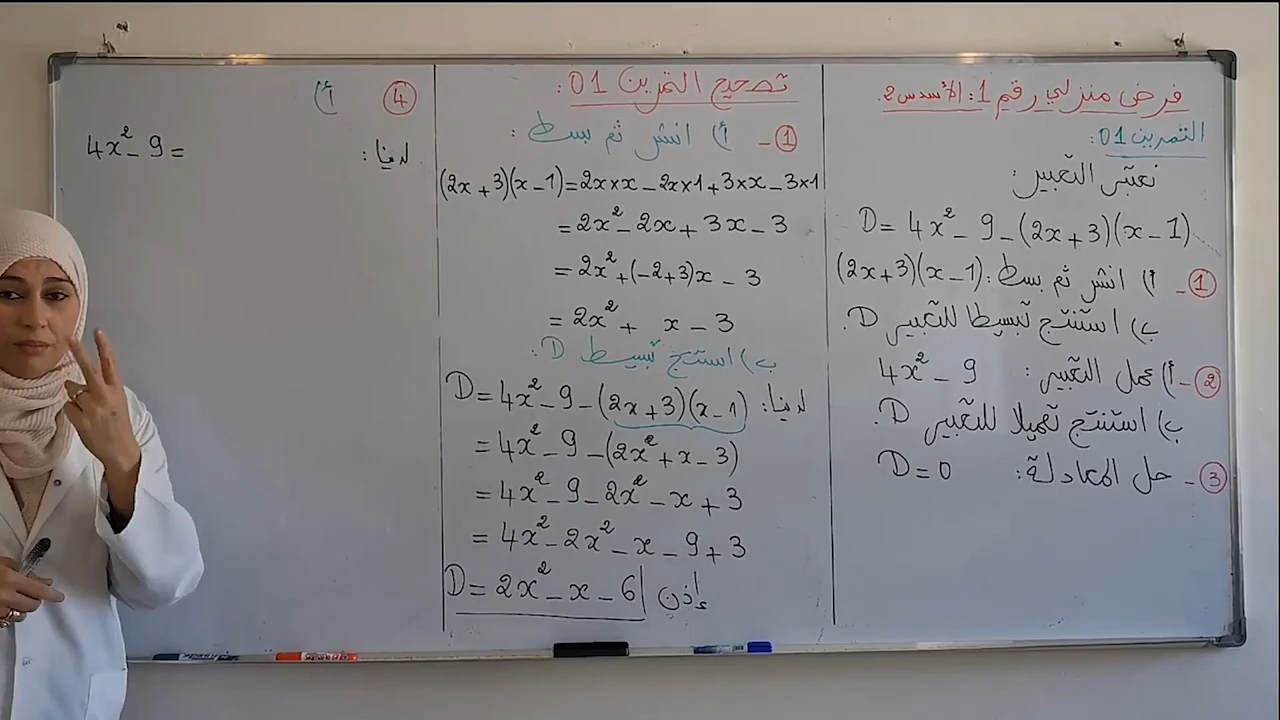 فرض منزلي رقم 1: الأسدس 2.
التمرين 01:
نعتبر التعبير:
D = 4x² - 9 - (2x + 3)(x - 1)
1- أ) انشر ثم بسط: (2x + 3)(x - 1)
ب) استنتج تبسيطا للتعبير D.
2- أ) عمل التعبير: 4x² - 9
ب) استنتج تعميلا للتعبير D.
3- حل المعادلة: D = 0
تصحيح التمرين 01:
1- أ) انشر ثم بسط:
(2x + 3)(x - 1) = 2x×x - 2x×1 + 3×x - 3×1
= 2x² - 2x + 3x - 3
= 2x² + (-2+3)x - 3
= 2x² + x - 3
ب) استنتج تبسيط D:
لدينا: D = 4x² - 9 - (2x + 3)(x - 1)
= 4x² - 9 - (2x² + x - 3)
= 4x² - 9 - 2x² - x + 3
= 4x² - 2x² - x - 9 + 3
إذن D = 2x² - x - 6
4 أ)
لدينا: 4x² - 9 =